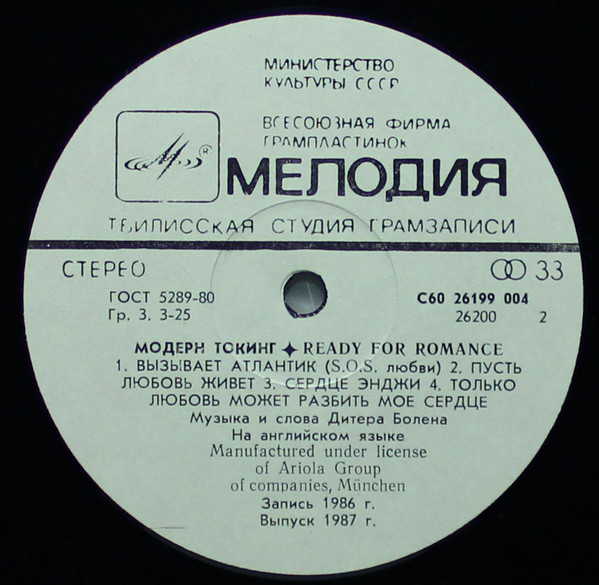 МИНИСТЕРСТВО
КУЛЬТУРЫ СССР
ВСЕСОЮЗНАЯ ФИРМА
ГРАМПЛАСТИНОК
®
МЕЛОДИЯ
ТБИЛИССКАЯ СТУДИЯ ГРАМЗАПИСИ
СТЕРЕО
33
ГОСТ 5289-80
Гр. 3. 3-25
С60 26199 004
26200 2
МОДЕРН ТОКИНГ ✦ READY FOR ROMANCE
1. ВЫЗЫВАЕТ АТЛАНТИК (S.O.S. любви) 2. ПУСТЬ
ЛЮБОВЬ ЖИВЕТ 3. СЕРДЦЕ ЭНДЖИ 4. ТОЛЬКО
ЛЮБОВЬ МОЖЕТ РАЗБИТЬ МОЕ СЕРДЦЕ
Музыка и слова Дитера Болена
На английском языке
Manufactured under license
of Ariola Group
of companies, München
Запись 1986 г.
Выпуск 1987 г.